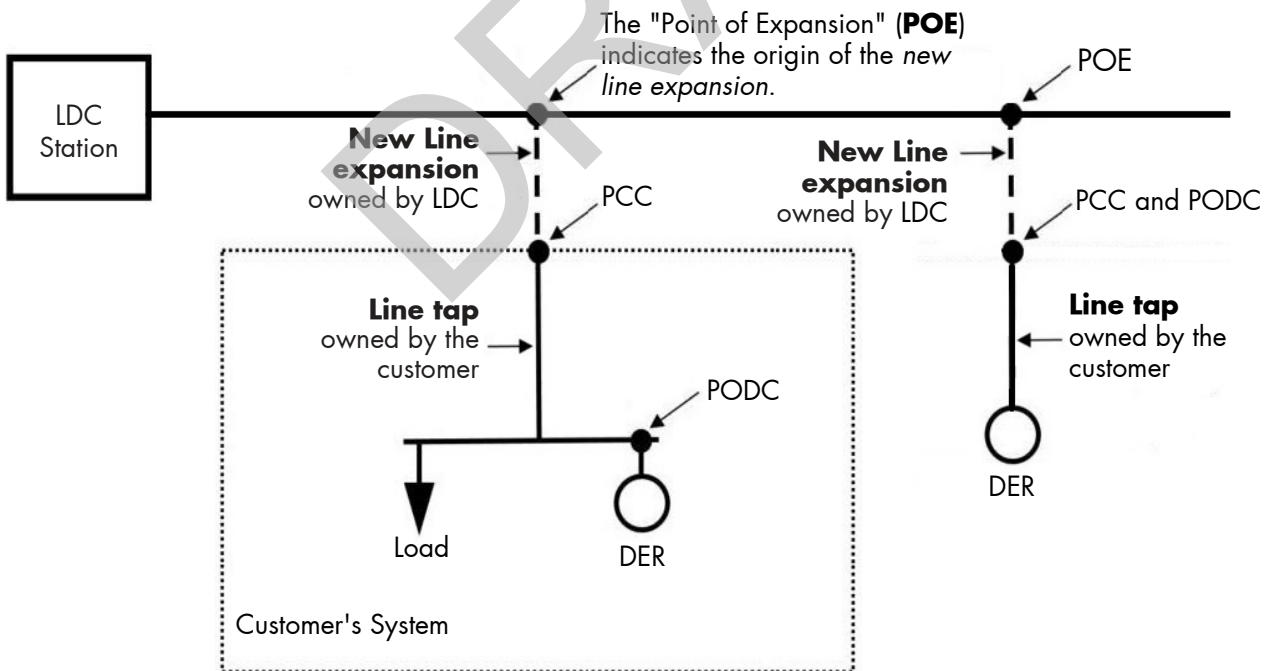 DRA
The "Point of Expansion" (POE)
indicates the origin of the new
line expansion.
POE
LDC
Station
New Line
expansion
owned by LDC
PCC
New Line
expansion
owned by LDC
PCC and PODC
Line tap
owned by the
customer
Line tap
owned by the
customer
PODC
Load
DER
DER
Customer's System